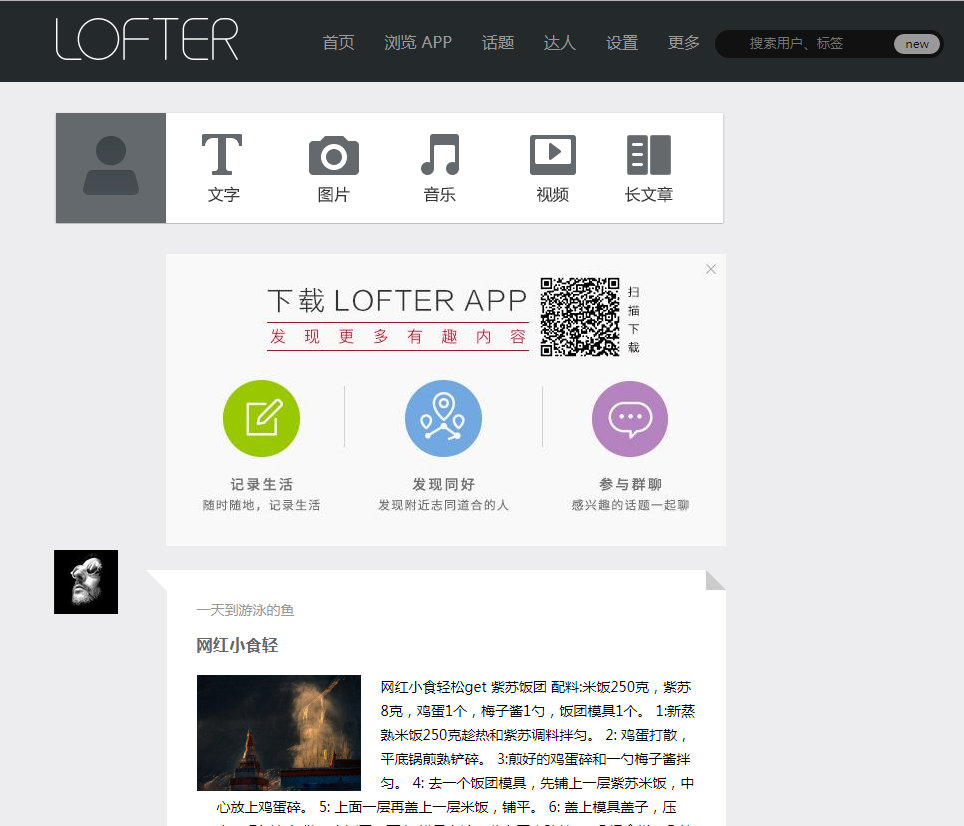 LOFTER
首页 浏览 APP 话题 达人 设置 更多 搜索用户、标签 new
文字 图片 音乐 视频 长文章
下载 LOFTER APP
发现更多有趣内容
扫
描
下
载
记录生活 发现同好 参与群聊
随时随地，记录生活 发现附近志同道合的人 感兴趣的话题一起聊
一天到游泳的鱼
网红小食轻
网红小食轻松get 紫苏饭团 配料:米饭250克，紫苏
8克，鸡蛋1个，梅子酱1勺，饭团模具1个。 1:新蒸
熟米饭250克趁热和紫苏调料拌匀。 2: 鸡蛋打散，
平底锅煎熟铲碎。 3:煎好的鸡蛋碎和一勺梅子酱拌
匀。 4: 去一个饭团模具，先铺上一层紫苏米饭，中
心放上鸡蛋碎。 5: 上面一层再盖上一层米饭，铺平。 6: 盖上模具盖子，压